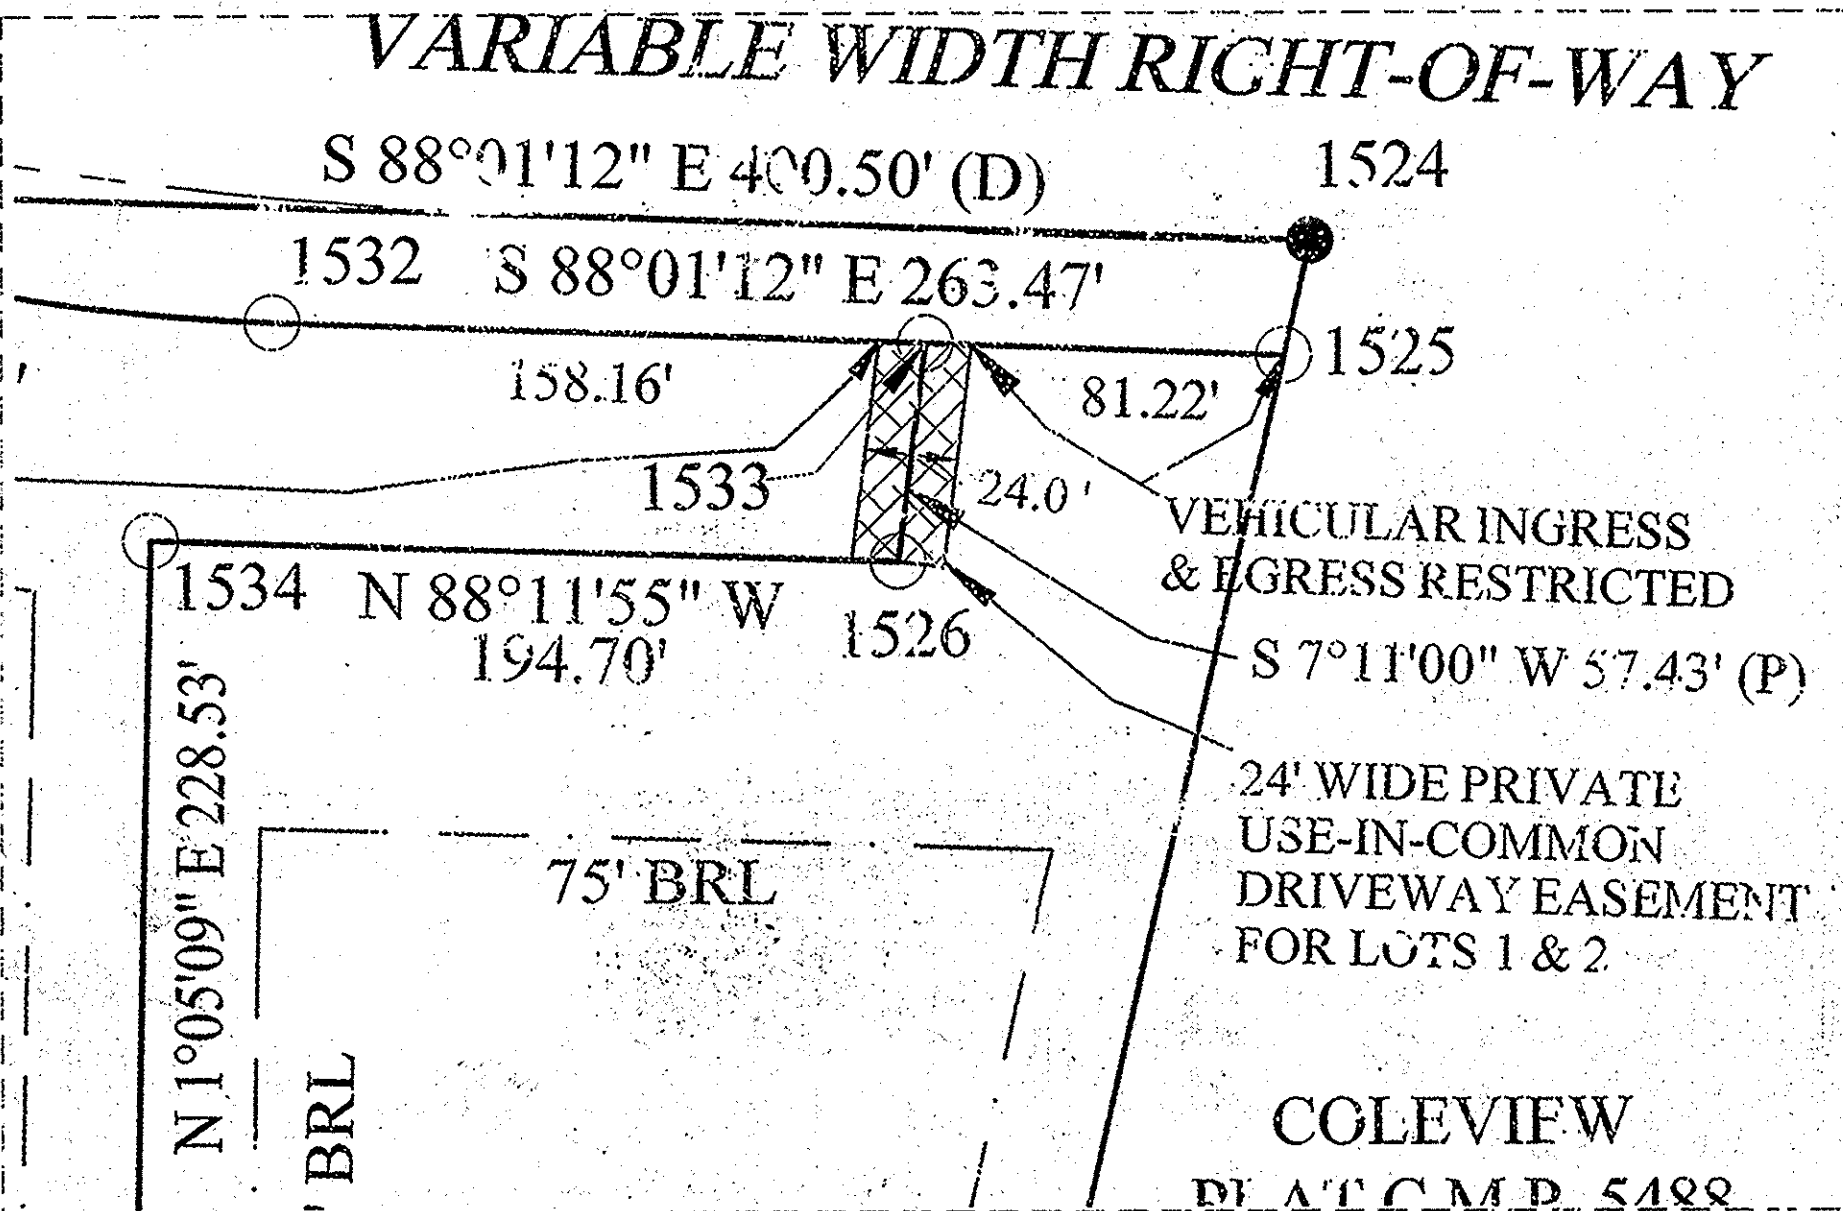 VARIABLE WIDTH RIGHT-OF-WAY
S 88°01'12" E 400.50' (D)
1524
1532
S 88°01'12" E 263.47'
1525
158.16'
81.22'
1533
24.0'
VEHICULAR INGRESS
& EGRESS RESTRICTED
1534
N 88°11'55" W
194.70'
1526
S 7°11'00" W 57.43' (P)
24' WIDE PRIVATE
USE-IN-COMMON
DRIVEWAY EASEMENT
FOR LOTS 1 & 2
N 1°05'09" E 228.53'
75' BRL
' BRL
COLEVIEW
PLAT C.M.P. 5488